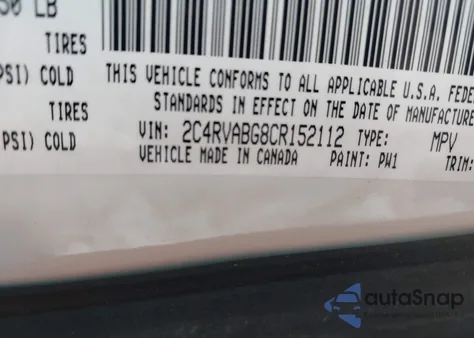 50 LB
TIRES
PSI) COLD
THIS VEHICLE CONFORMS TO ALL APPLICABLE U.S.A. FEDE
STANDARDS IN EFFECT ON THE DATE OF MANUFACTURE
TIRES
VIN: 2C4RVABG8CR152112 TYPE: MPV
PSI) COLD
VEHICLE MADE IN CANADA PAINT: PW1 TRIM:
autoSnap